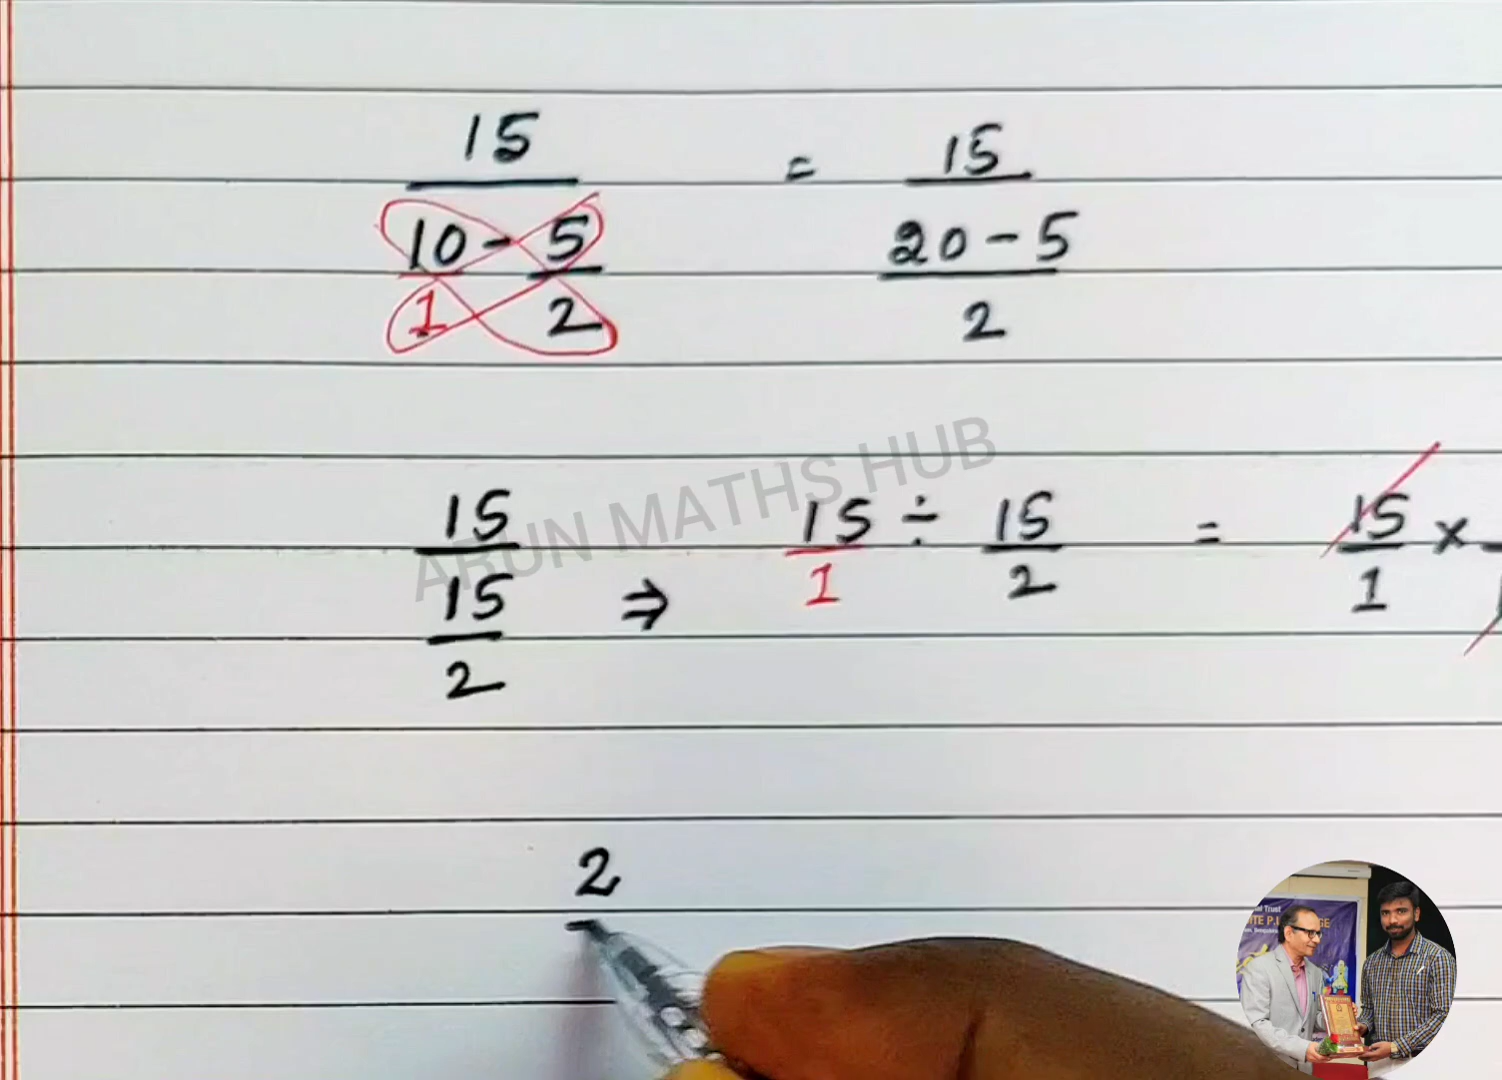 15 = 15
10 - 5 20 - 5
1 2 2
15 15 ÷ 15 = 15 ×
15 ⇒ 1 2 1
2
ARUN MATHS HUB
2